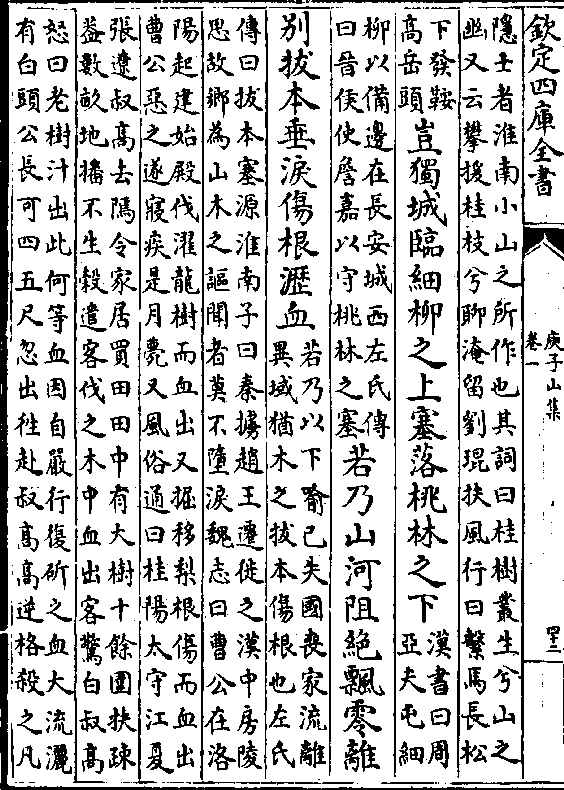 欽定四庫全書
庾子山集
卷一
四三
隱士者淮南小山之所作也其詞曰桂樹叢生兮山之
幽又云攀援桂枝兮聊淹留劉琨扶風行曰繫馬長松
下發鞍
高岳頭
豈獨城臨細柳之上塞落桃林之下
漢書曰周
亞夫屯細
柳以備邊在長安城西左氏傳
曰晉侯使詹嘉以守桃林之塞
若乃山河阻絕飄零離
別拔本垂淚傷根瀝血
若乃以下喻已失國喪家流離
異域猶木之拔本傷根也左氏
傳曰拔本塞源淮南子曰秦擄趙王遷徙之漢中房陵
思故鄉為山木之謳聞者莫不墮淚魏志曰曹公在洛
陽起建始殿伐濯龍樹而血出又掘移梨根傷而血出
曹公惡之遂寢疾是月薨又風俗通曰桂陽太守江夏
張遼叔高去隲令家居買田田中有大樹十餘圍扶疎
葢數畝地播不生穀遣客伐之木中血出客驚白叔高
怒曰老樹汁出此何等血因自嚴行復斫之血大流灑
有白頭公長可四五尺忽出徃赴叔高高逆格殺之凡